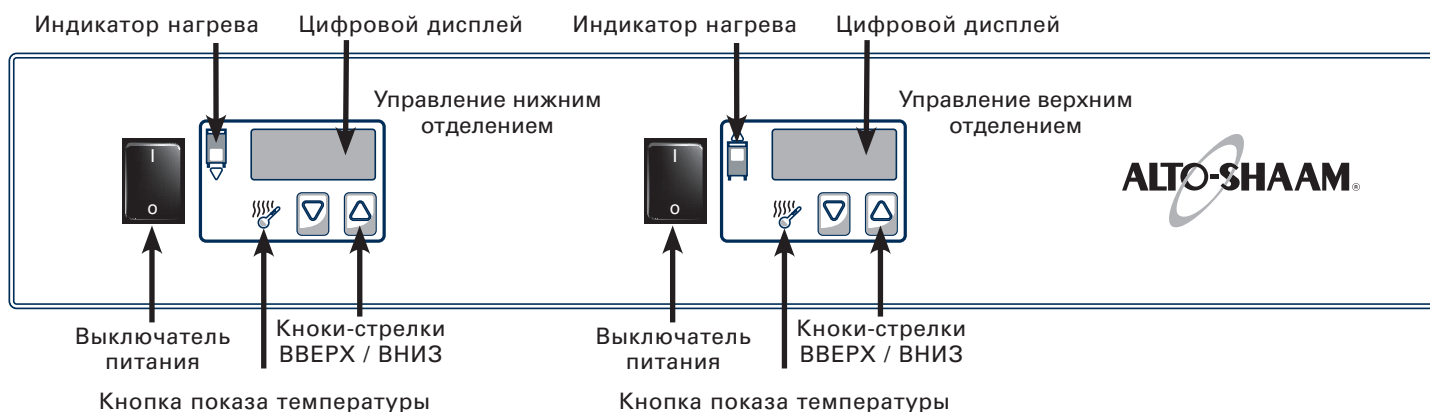 Индикатор нагрева
Цифровой дисплей
Индикатор нагрева
Цифровой дисплей
Управление нижним
отделением
Управление верхним
отделением
I
O
I
O
ALTO-SHAAM®
Выключатель
питания
Кноки-стрелки
ВВЕРХ / ВНИЗ
Кнопка показа температуры
Выключатель
питания
Кноки-стрелки
ВВЕРХ / ВНИЗ
Кнопка показа температуры